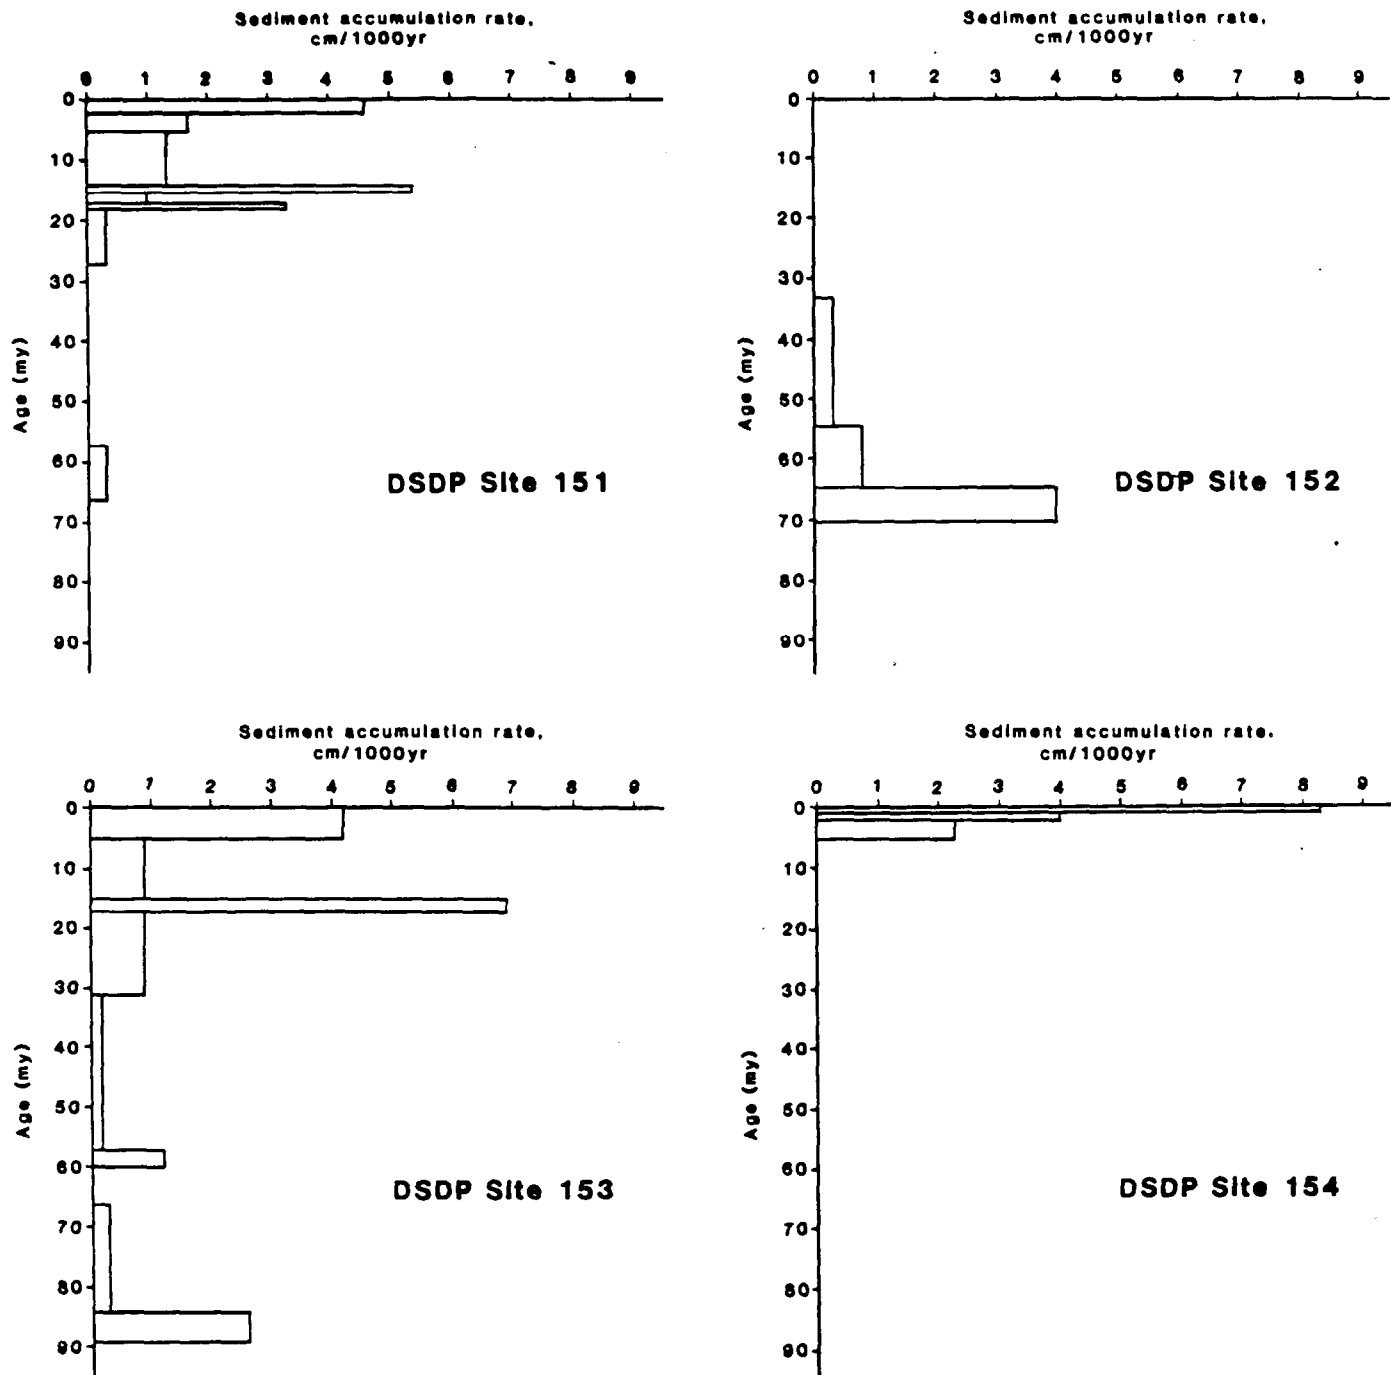 Sediment accumulation rate,
cm/1000yr
0 1 2 3 4 5 6 7 8 9
0
10
20
30
40
50
60
70
80
90
Age (my)
DSDP Site 151
Sediment accumulation rate,
cm/1000yr
0 1 2 3 4 5 6 7 8 9
0
10
20
30
40
50
60
70
80
90
Age (my)
DSDP Site 152
Sediment accumulation rate,
cm/1000yr
0 1 2 3 4 5 6 7 8 9
0
10
20
30
40
50
60
70
80
90
Age (my)
DSDP Site 153
Sediment accumulation rate.
cm/1000yr
0 1 2 3 4 5 6 7 8 9
0
10
20
30
40
50
60
70
80
90
Age (my)
DSDP Site 154